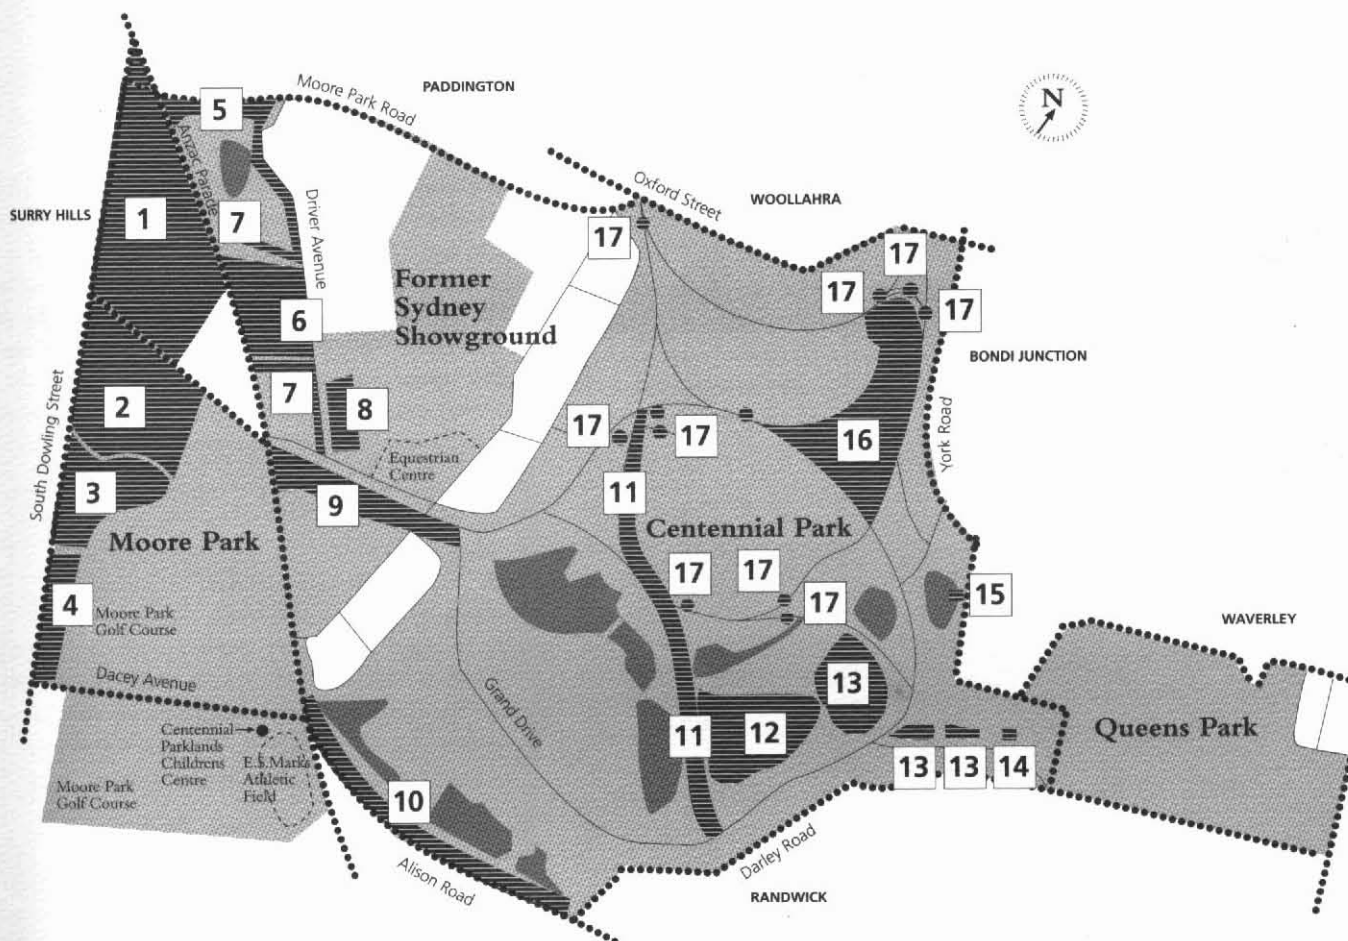 PADDINGTON
Moore Park Road
N
5
Anzac Parade
Oxford Street
WOOLLAHRA
SURRY HILLS
1
7
Driver Avenue
17
17
17
17
Former
Sydney
Showground
6
BONDI JUNCTION
South Dowling Street
2
7
8
17
17
16
York Road
Equestrian
Centre
3
9
11
Centennial Park
Moore Park
17
17
17
15
4
Moore Park
Golf Course
WAVERLEY
Dacey Avenue
Grand Drive
13
Queens Park
Centennial
Parklands
Childrens
Centre
E.S.Marks
Athletic
Field
11
12
13
13
14
Moore Park
Golf Course
10
Alison Road
Darley Road
RANDWICK